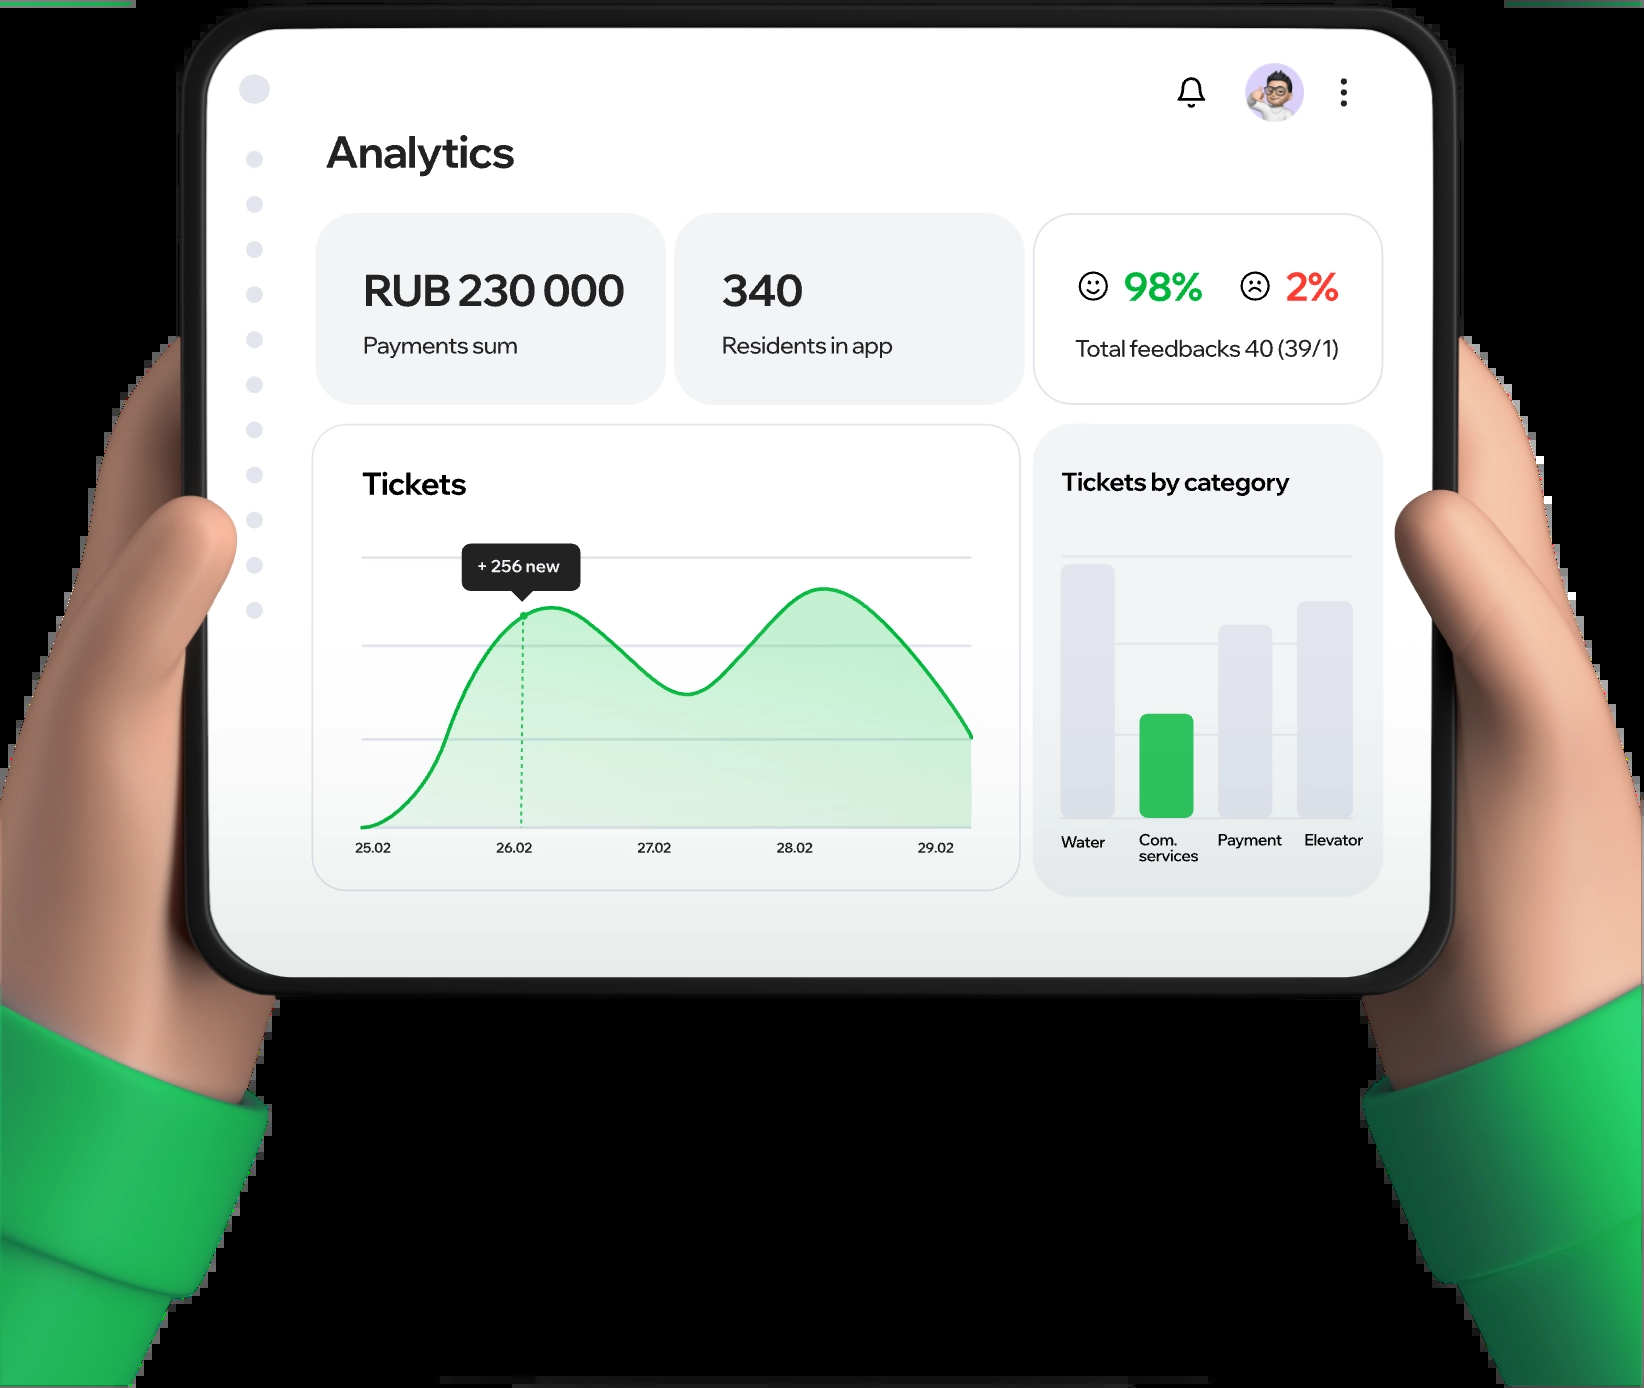 Analytics
RUB 230 000
Payments sum
340
Residents in app
98% 2%
Total feedbacks 40 (39/1)
Tickets
+ 256 new
25.02 26.02 27.02 28.02 29.02
Tickets by category
Water Com. services Payment Elevator